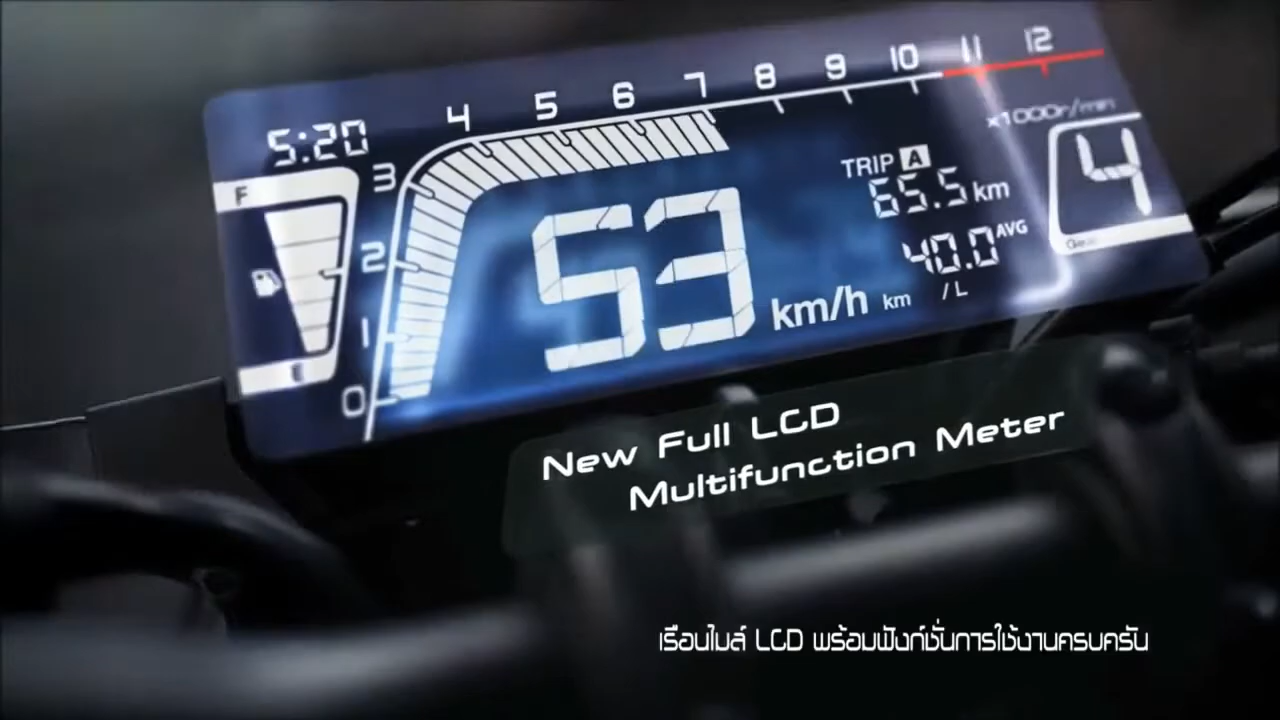 5:20
F
0
1
2
3
4
5
6
7
8
9
10
11
12
x1000r/min
53 km/h
TRIP A
65.5 km
40.0 AVG
km / L
4
Gear
New Full LCD
Multifunction Meter
เรือนไมล์ LCD พร้อมฟังก์ชั่นการใช้งานครบครัน